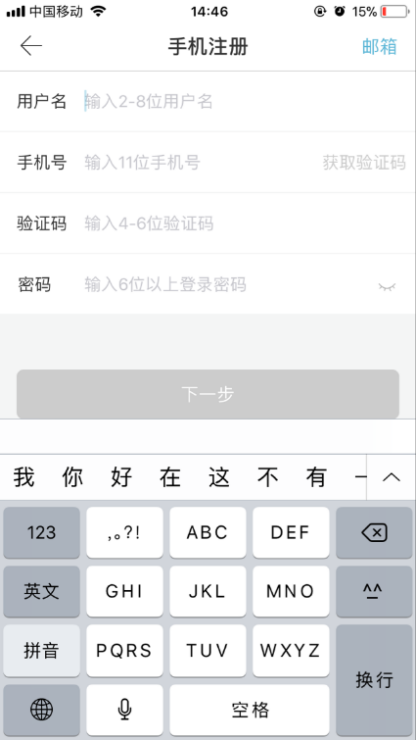 中国移动 14:46 15%
手机注册 邮箱
用户名 输入2-8位用户名
手机号 输入11位手机号 获取验证码
验证码 输入4-6位验证码
密码 输入6位以上登录密码
下一步
我 你 好 在 这 不 有 一
123 ,。?! ABC DEF
英文 GHI JKL MNO ^^
拼音 PQRS TUV WXYZ 换行
空格